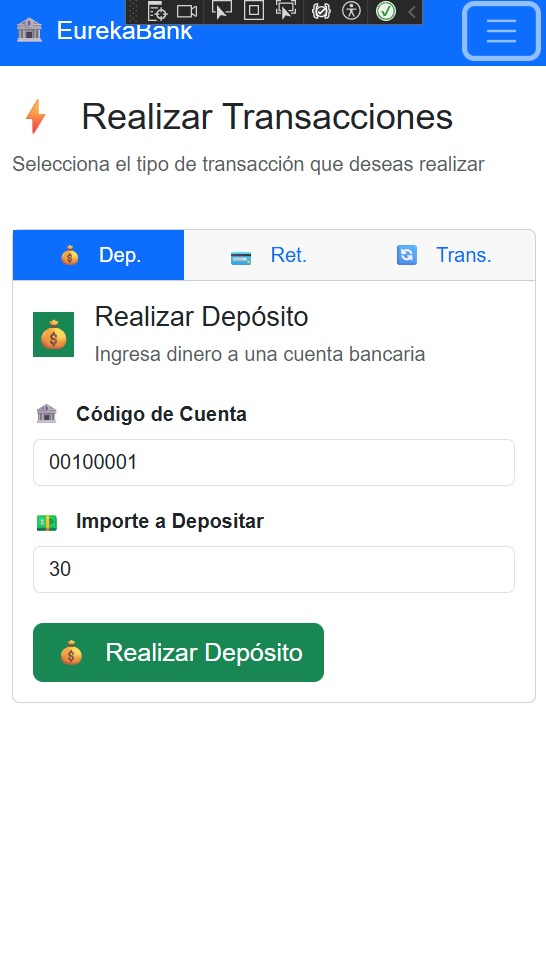 EurekaBank
Realizar Transacciones
Selecciona el tipo de transacción que deseas realizar
Dep. Ret. Trans.
Realizar Depósito
Ingresa dinero a una cuenta bancaria
Código de Cuenta
00100001
Importe a Depositar
30
Realizar Depósito